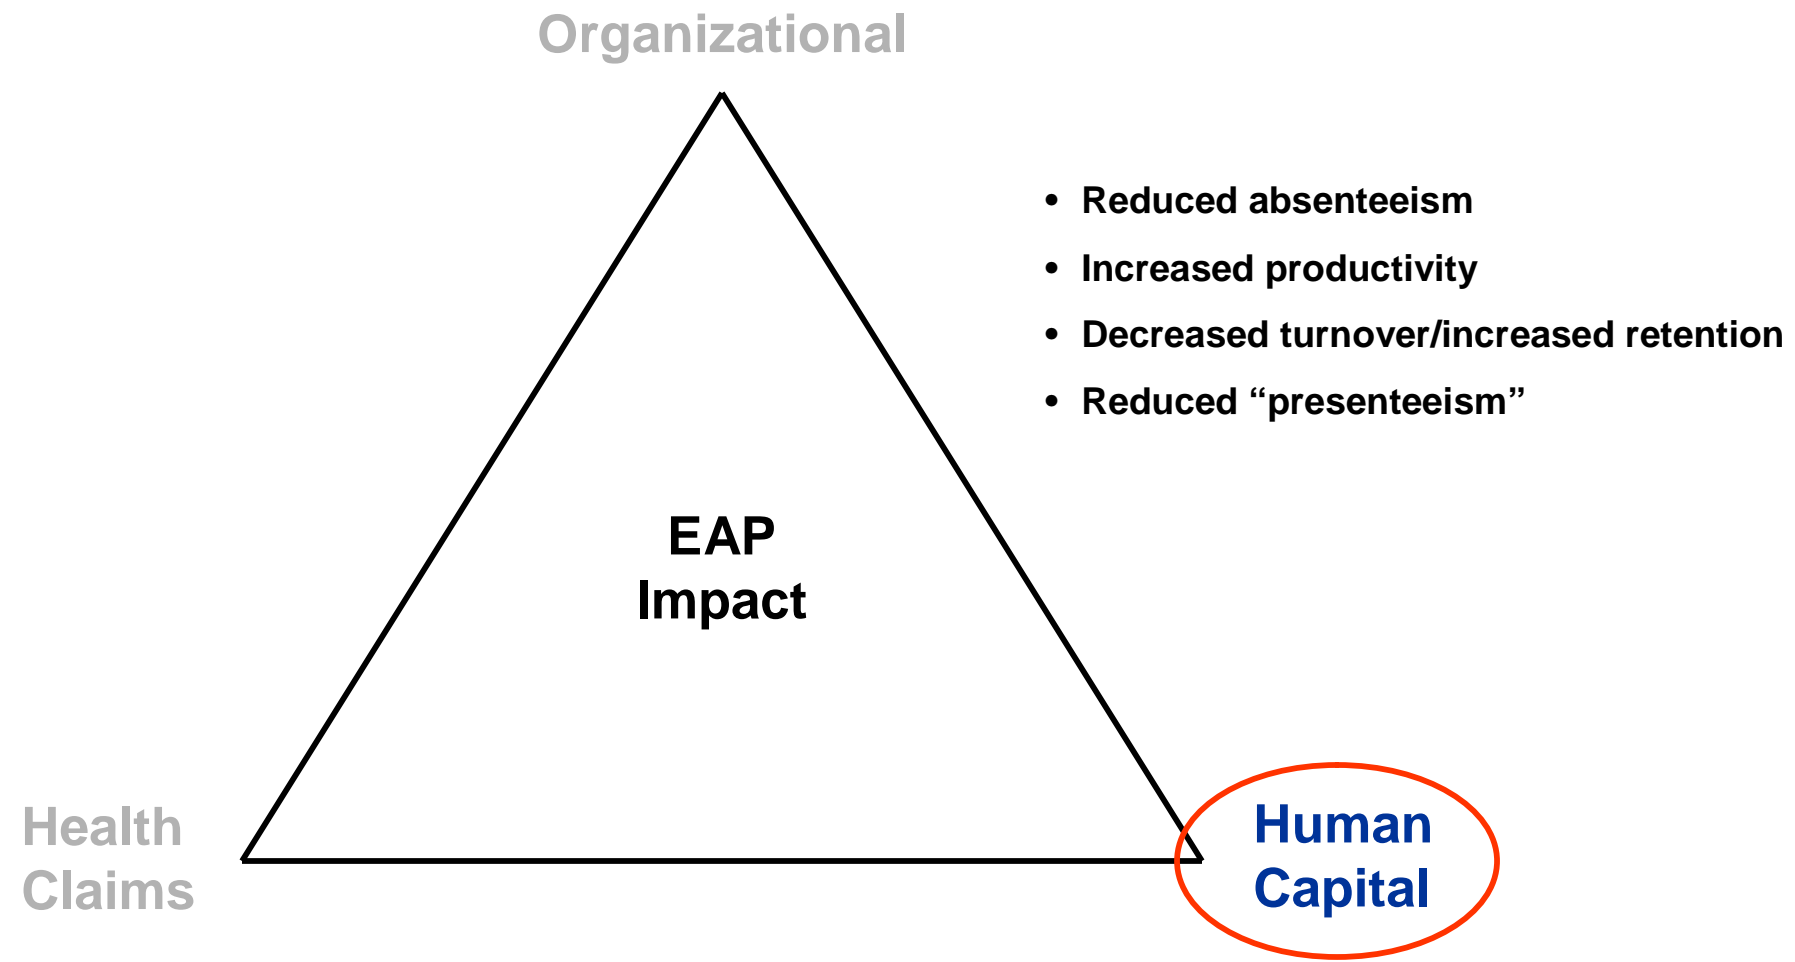 Organizational
• Reduced absenteeism
• Increased productivity
• Decreased turnover/increased retention
• Reduced “presenteeism”
EAP
Impact
Health
Claims
Human
Capital